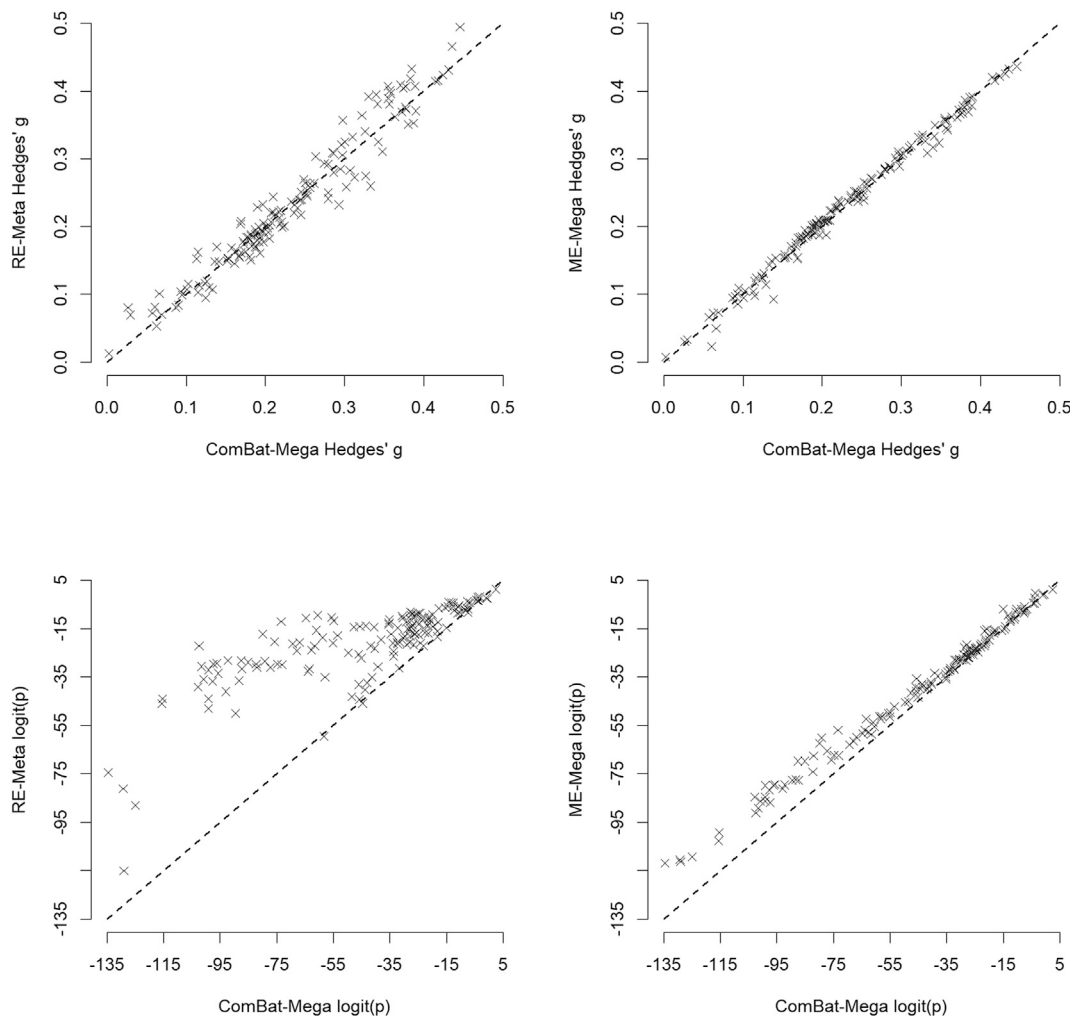 0.5
0.4
0.3
0.2
0.1
0.0
RE-Meta Hedges' g
0.0 0.1 0.2 0.3 0.4 0.5
ComBat-Mega Hedges' g
0.5
0.4
0.3
0.2
0.1
0.0
ME-Mega Hedges' g
0.0 0.1 0.2 0.3 0.4 0.5
ComBat-Mega Hedges' g
5
-15
-35
-55
-75
-95
-135
RE-Meta logit(p)
-135 -115 -95 -75 -55 -35 -15 5
ComBat-Mega logit(p)
5
-15
-35
-55
-75
-95
-135
ME-Mega logit(p)
-135 -115 -95 -75 -55 -35 -15 5
ComBat-Mega logit(p)